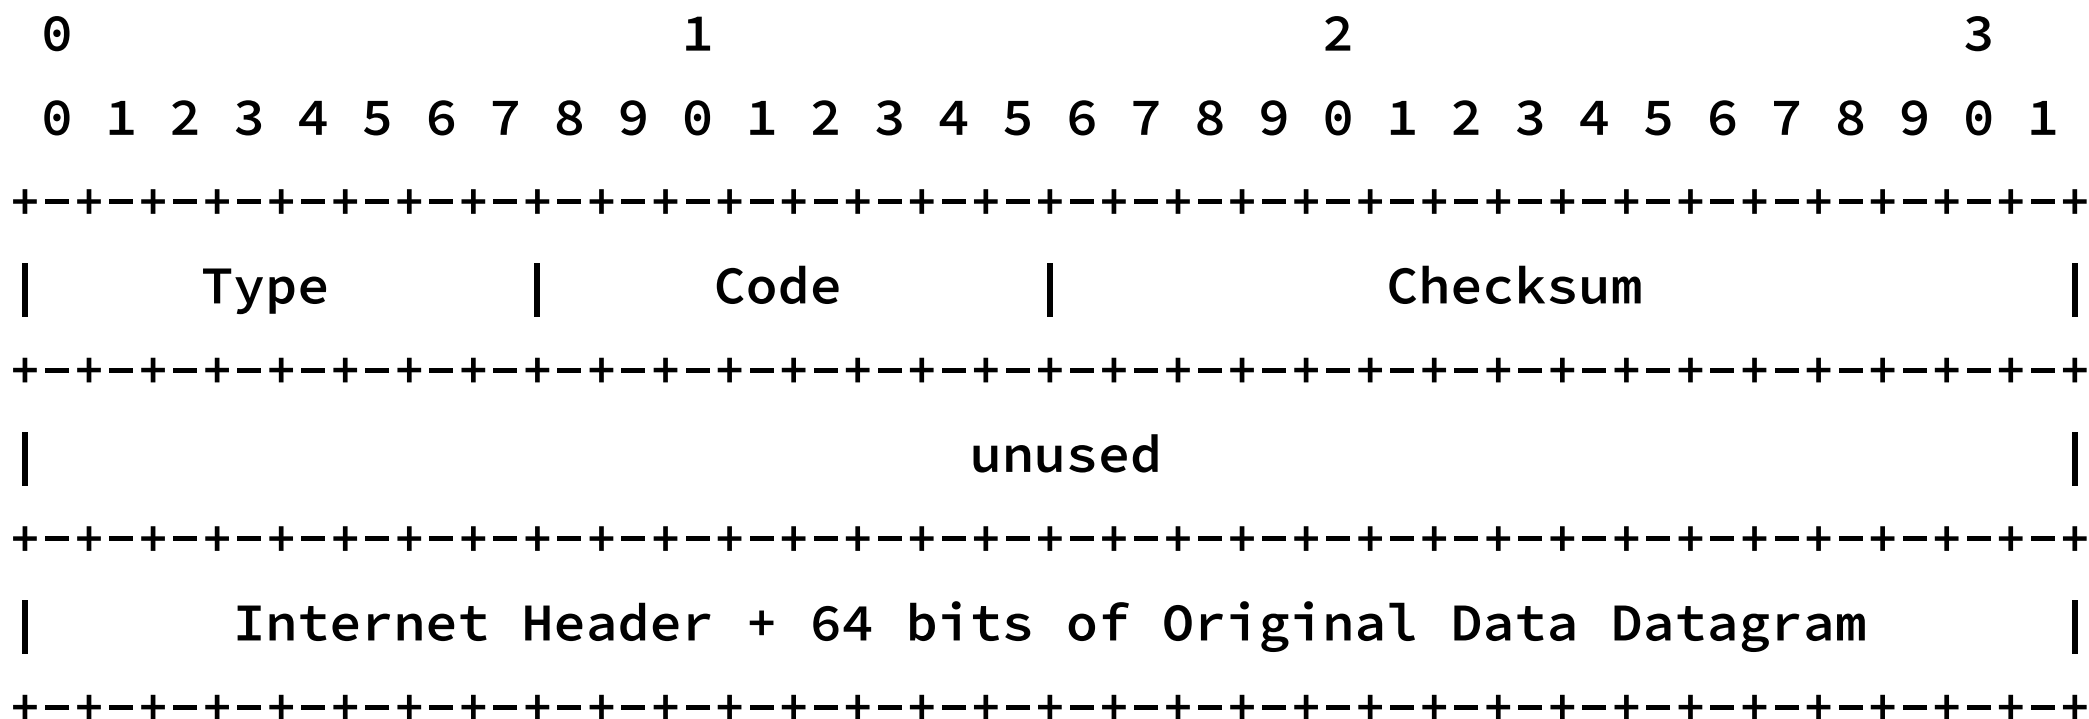 0                   1                   2                   3
 0 1 2 3 4 5 6 7 8 9 0 1 2 3 4 5 6 7 8 9 0 1 2 3 4 5 6 7 8 9 0 1
+-+-+-+-+-+-+-+-+-+-+-+-+-+-+-+-+-+-+-+-+-+-+-+-+-+-+-+-+-+-+-+-+
|     Type      |     Code      |          Checksum             |
+-+-+-+-+-+-+-+-+-+-+-+-+-+-+-+-+-+-+-+-+-+-+-+-+-+-+-+-+-+-+-+-+
|                             unused                            |
+-+-+-+-+-+-+-+-+-+-+-+-+-+-+-+-+-+-+-+-+-+-+-+-+-+-+-+-+-+-+-+-+
|      Internet Header + 64 bits of Original Data Datagram      |
+-+-+-+-+-+-+-+-+-+-+-+-+-+-+-+-+-+-+-+-+-+-+-+-+-+-+-+-+-+-+-+-+